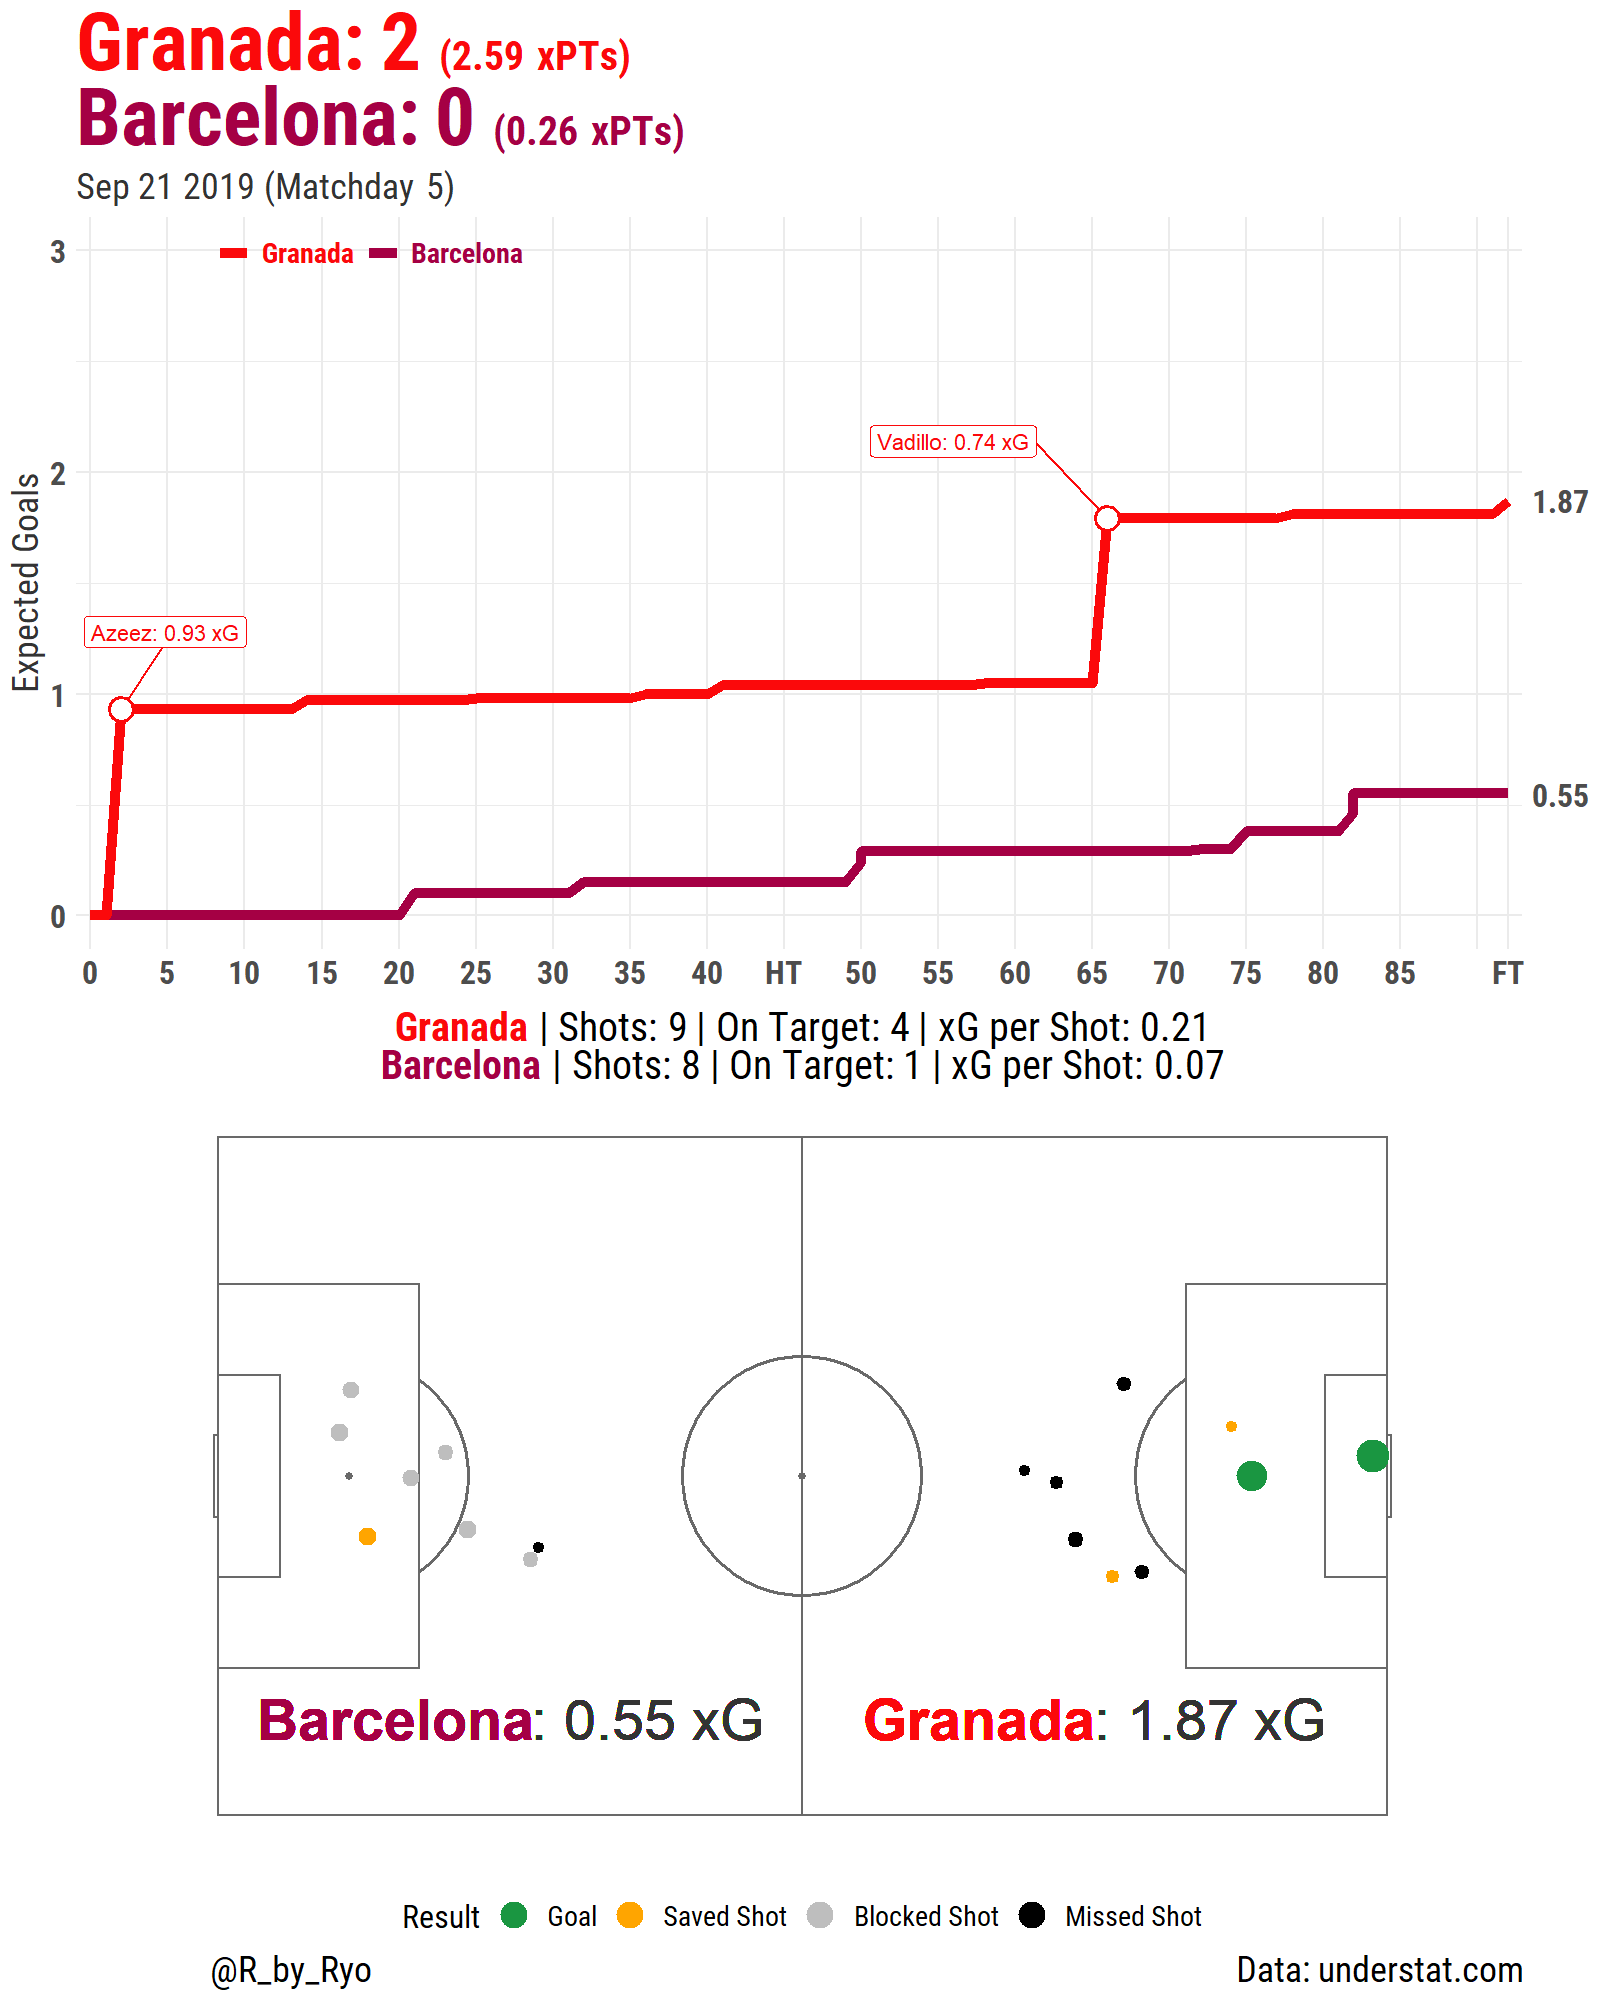 Granada: 2 (2.59 xPTs)
Barcelona: 0 (0.26 xPTs)
Sep 21 2019 (Matchday 5)
Granada Barcelona
Expected Goals
3
2
1
0
Vadillo: 0.74 xG
Azeez: 0.93 xG
1.87
0.55
0 5 10 15 20 25 30 35 40 HT 50 55 60 65 70 75 80 85 FT
Granada | Shots: 9 | On Target: 4 | xG per Shot: 0.21
Barcelona | Shots: 8 | On Target: 1 | xG per Shot: 0.07
Barcelona: 0.55 xG
Granada: 1.87 xG
Result Goal Saved Shot Blocked Shot Missed Shot
@R_by_Ryo
Data: understat.com